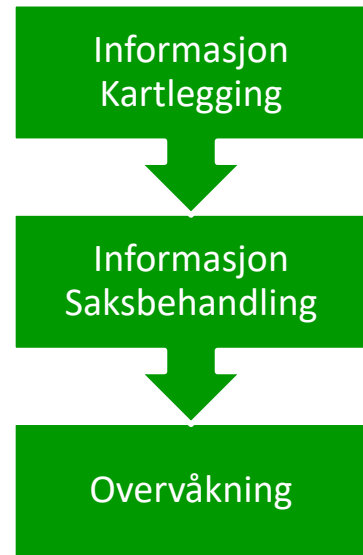 Informasjon
Kartlegging
Informasjon
Saksbehandling
Overvåkning